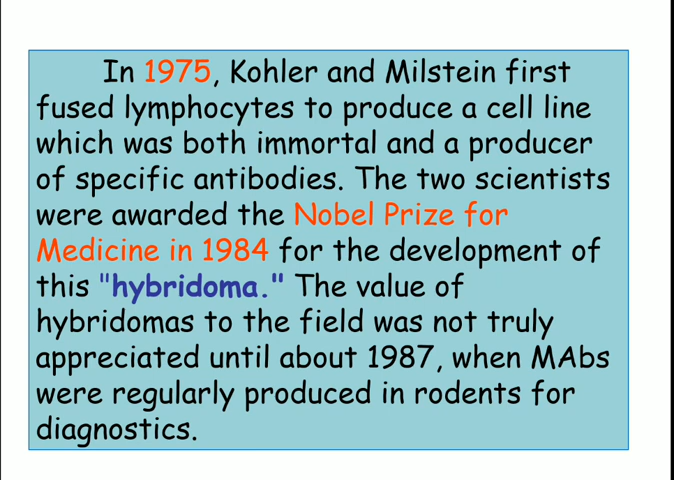 In 1975, Kohler and Milstein first
fused lymphocytes to produce a cell line
which was both immortal and a producer
of specific antibodies. The two scientists
were awarded the Nobel Prize for
Medicine in 1984 for the development of
this "hybridoma." The value of
hybridomas to the field was not truly
appreciated until about 1987, when MAbs
were regularly produced in rodents for
diagnostics.